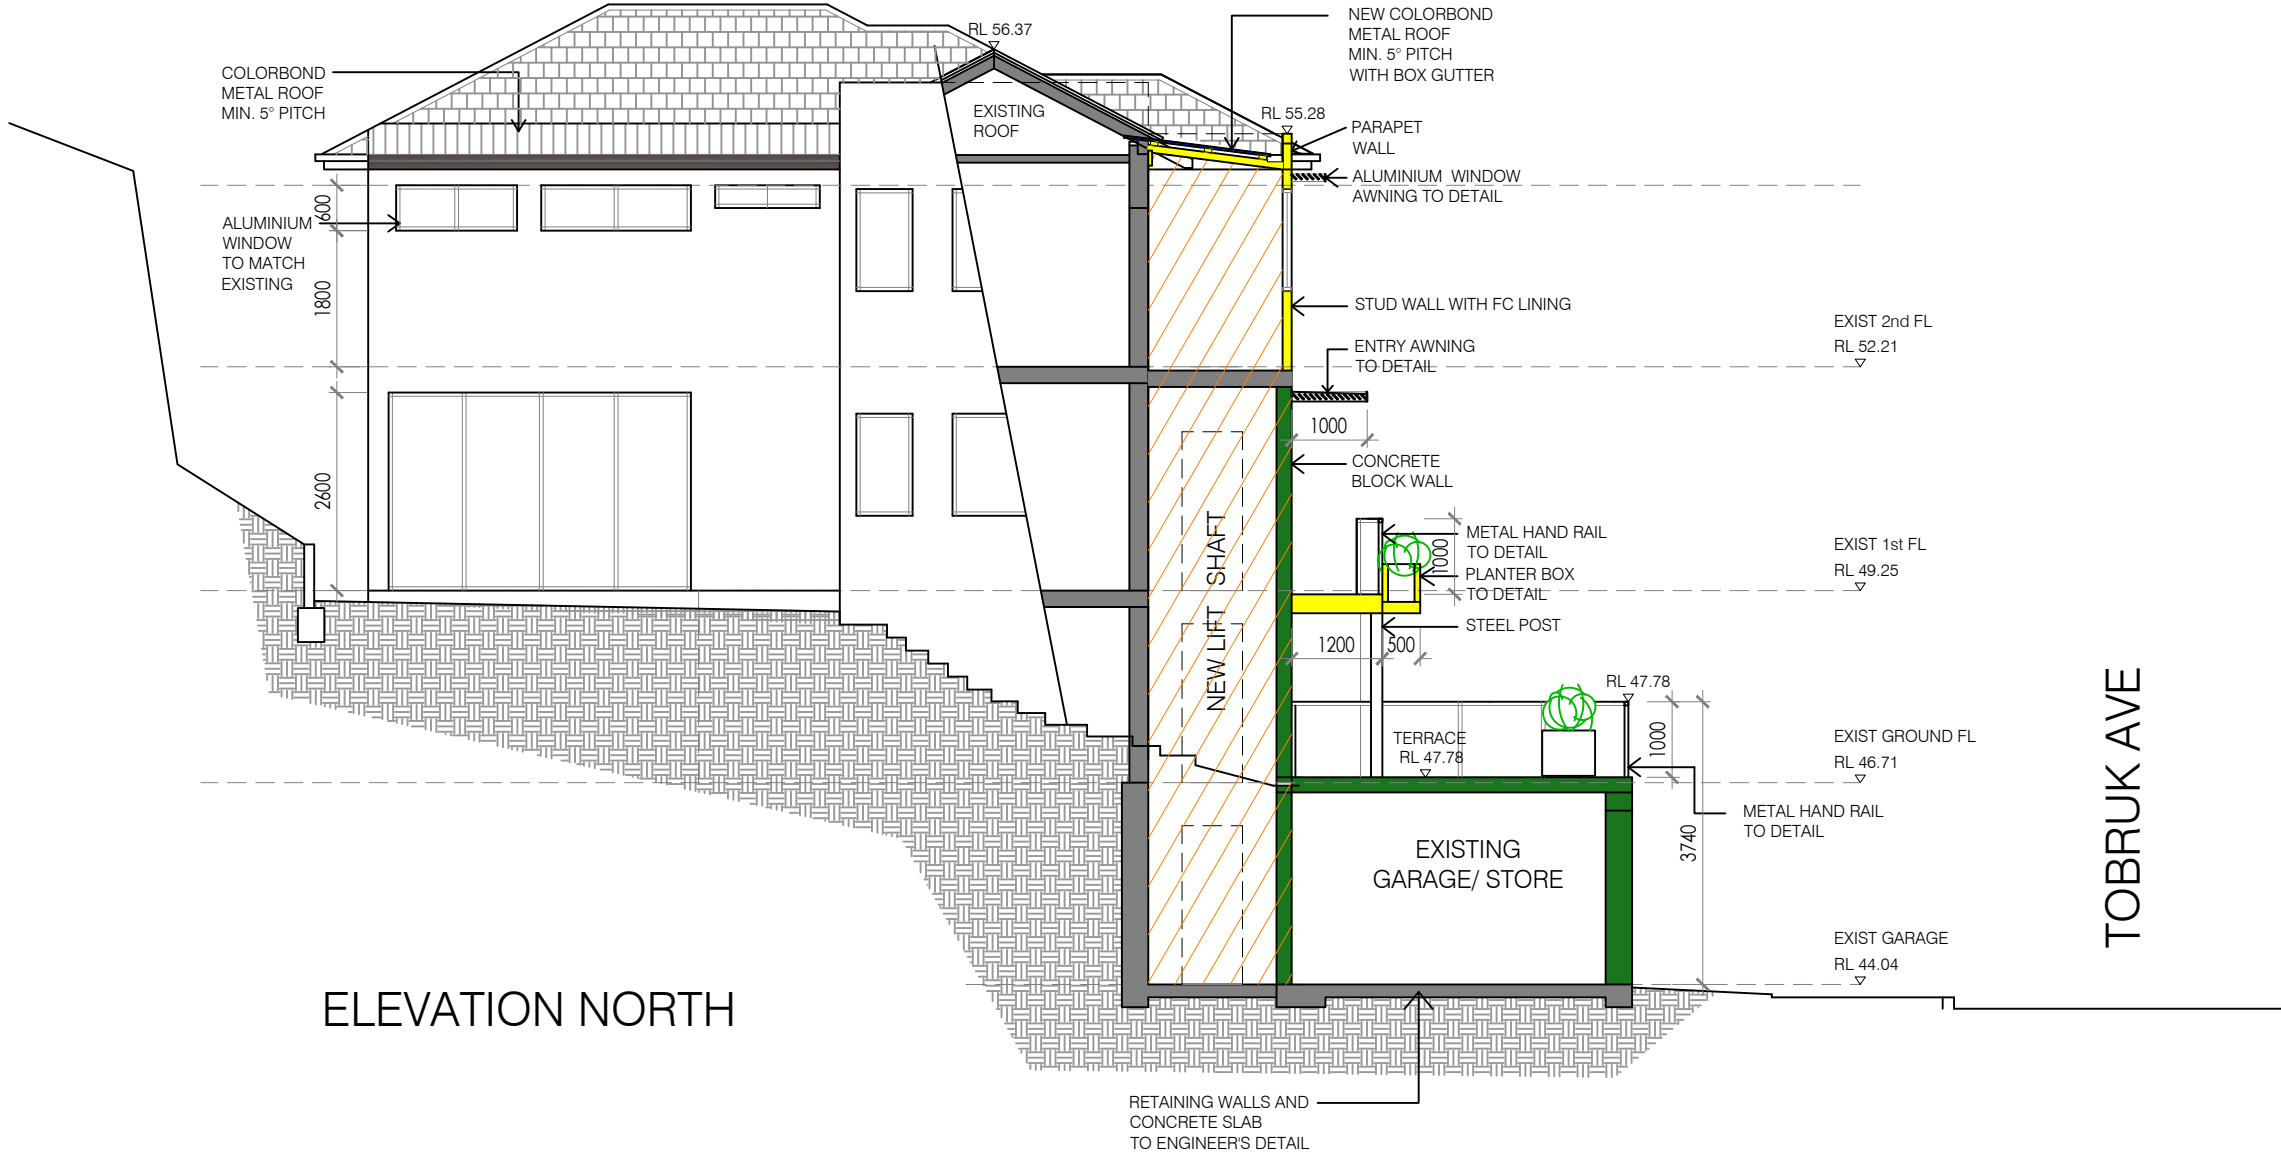 RL 56.37
NEW COLORBOND
METAL ROOF
MIN. 5° PITCH
WITH BOX GUTTER
COLORBOND
METAL ROOF
MIN. 5° PITCH
EXISTING
ROOF
RL 55.28
PARAPET
WALL
ALUMINIUM WINDOW
AWNING TO DETAIL
600
ALUMINIUM
WINDOW
TO MATCH
EXISTING
1800
STUD WALL WITH FC LINING
EXIST 2nd FL
RL 52.21
ENTRY AWNING
TO DETAIL
1000
CONCRETE
BLOCK WALL
2600
NEW LIFT SHAFT
METAL HAND RAIL
TO DETAIL
1000
PLANTER BOX
TO DETAIL
EXIST 1st FL
RL 49.25
STEEL POST
1200
500
RL 47.78
TERRACE
RL 47.78
1000
EXIST GROUND FL
RL 46.71
METAL HAND RAIL
TO DETAIL
3740
EXISTING
GARAGE/ STORE
TOBRUK AVE
EXIST GARAGE
RL 44.04
ELEVATION NORTH
RETAINING WALLS AND
CONCRETE SLAB
TO ENGINEER'S DETAIL